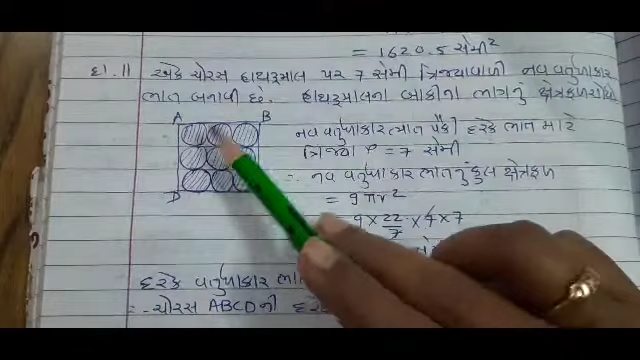 = 1620.5 સેમી²
દા.11 એક ચોરસ હાથરૂમાલ પર 7 સેમી ત્રિજ્યાવાળી નવ વર્તુળાકાર
ભાત બનાવી છે. હાથરૂમાલના બાકીના ભાગનું ક્ષેત્રફળ શોધો
A B
D
નવ વર્તુળાકાર ભાત પૈકી દરેક ભાત માટે
ત્રિજ્યા r = 7 સેમી
∴ નવ વર્તુળાકાર ભાતનું કુલ ક્ષેત્રફળ
= 9πr²
= 9 × 22/7 × 7 × 7
દરેક વર્તુળાકાર
∴ ચોરસ ABCD ની